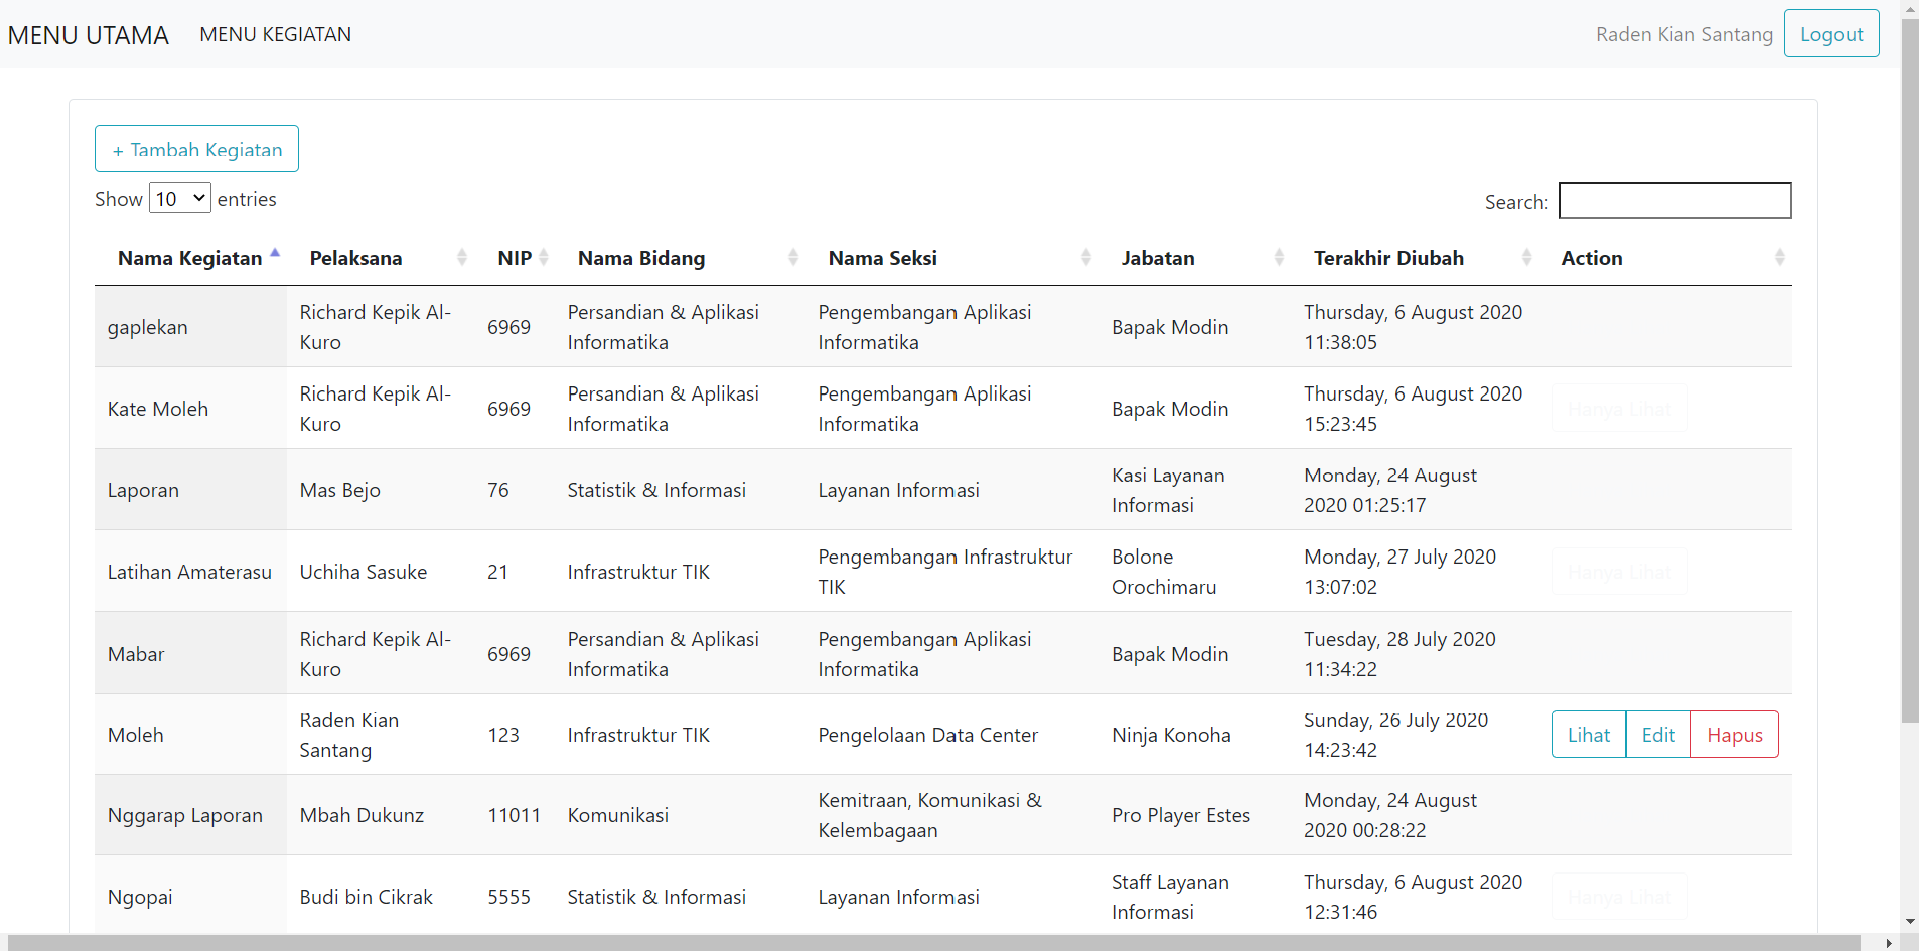 MENU UTAMA MENU KEGIATAN Raden Kian Santang Logout
+ Tambah Kegiatan
Show 10 entries Search:
Nama Kegiatan Pelaksana NIP Nama Bidang Nama Seksi Jabatan Terakhir Diubah Action
gaplekan Richard Kepik Al-Kuro 6969 Persandian & Aplikasi Informatika Pengembangan Aplikasi Informatika Bapak Modin Thursday, 6 August 2020 11:38:05
Kate Moleh Richard Kepik Al-Kuro 6969 Persandian & Aplikasi Informatika Pengembangan Aplikasi Informatika Bapak Modin Thursday, 6 August 2020 15:23:45 Hanya Lihat
Laporan Mas Bejo 76 Statistik & Informasi Layanan Informasi Kasi Layanan Informasi Monday, 24 August 2020 01:25:17
Latihan Amaterasu Uchiha Sasuke 21 Infrastruktur TIK Pengembangan Infrastruktur TIK Bolone Orochimaru Monday, 27 July 2020 13:07:02 Hanya Lihat
Mabar Richard Kepik Al-Kuro 6969 Persandian & Aplikasi Informatika Pengembangan Aplikasi Informatika Bapak Modin Tuesday, 28 July 2020 11:34:22
Moleh Raden Kian Santang 123 Infrastruktur TIK Pengelolaan Data Center Ninja Konoha Sunday, 26 July 2020 14:23:42 Lihat Edit Hapus
Nggarap Laporan Mbah Dukunz 11011 Komunikasi Kemitraan, Komunikasi & Kelembagaan Pro Player Estes Monday, 24 August 2020 00:28:22
Ngopai Budi bin Cikrak 5555 Statistik & Informasi Layanan Informasi Staff Layanan Informasi Thursday, 6 August 2020 12:31:46 Hanya Lihat